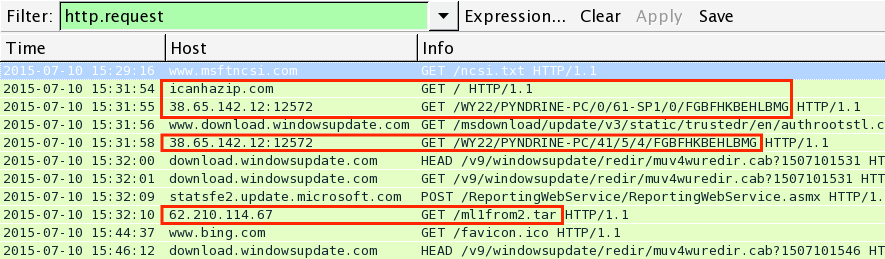 Filter: http.request Expression... Clear Apply Save
Time Host Info
2015-07-10 15:29:16 www.msftncsi.com GET /ncsi.txt HTTP/1.1
2015-07-10 15:31:54 icanhazip.com GET / HTTP/1.1
2015-07-10 15:31:55 38.65.142.12:12572 GET /WY22/PYNDRINE-PC/0/61-SP1/0/FGBFHKBEHLBMG HTTP/1.1
2015-07-10 15:31:56 www.download.windowsupdate.com GET /msdownload/update/v3/static/trustedr/en/authrootstl.c
2015-07-10 15:31:58 38.65.142.12:12572 GET /WY22/PYNDRINE-PC/41/5/4/FGBFHKBEHLBMG HTTP/1.1
2015-07-10 15:32:00 download.windowsupdate.com HEAD /v9/windowsupdate/redir/muv4wuredir.cab?1507101531 HT
2015-07-10 15:32:01 download.windowsupdate.com GET /v9/windowsupdate/redir/muv4wuredir.cab?1507101531 HTT
2015-07-10 15:32:09 statsfe2.update.microsoft.com POST /ReportingWebService/ReportingWebService.asmx HTTP/1.
2015-07-10 15:32:10 62.210.114.67 GET /ml1from2.tar HTTP/1.1
2015-07-10 15:44:37 www.bing.com GET /favicon.ico HTTP/1.1
2015-07-10 15:46:12 download.windowsupdate.com HEAD /v9/windowsupdate/redir/muv4wuredir.cab?1507101546 HT